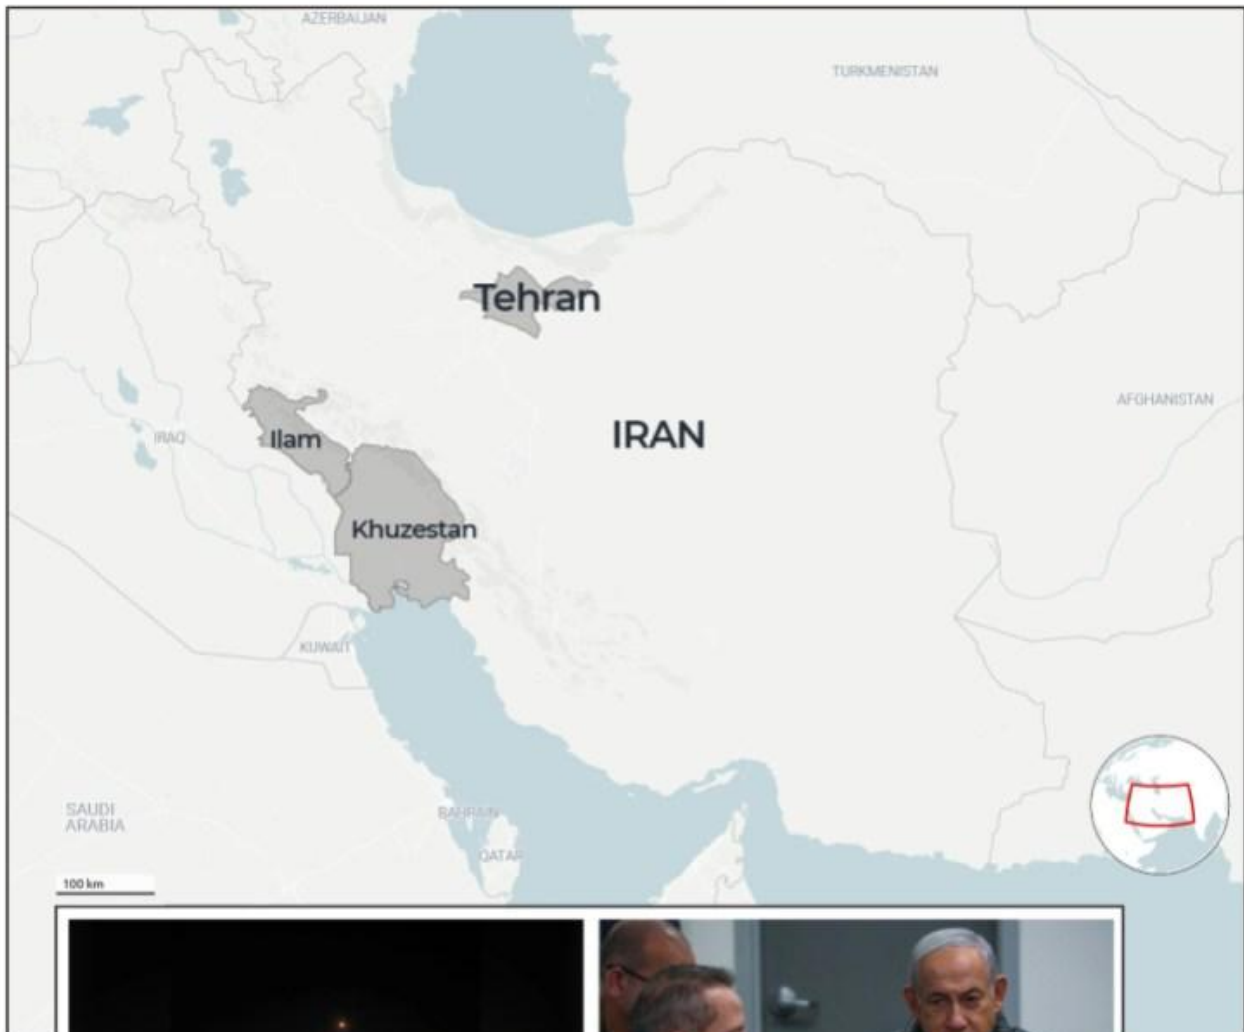 AZERBAIJAN
TURKMENISTAN
Tehran
AFGHANISTAN
IRAN
IRAQ
Ilam
Khuzestan
KUWAIT
SAUDI
ARABIA
BAHRAIN
QATAR
100 km